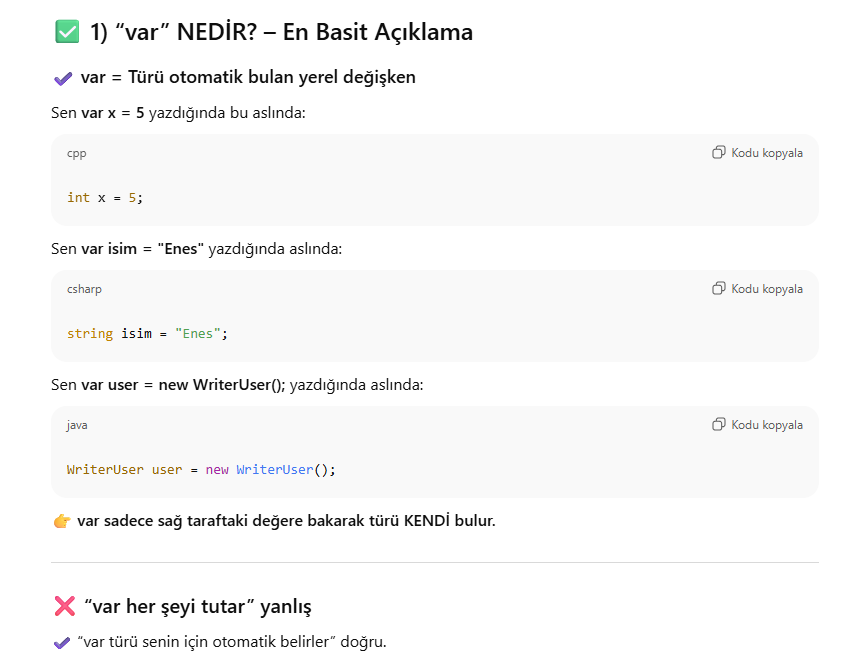 ✅ 1) “var” NEDİR? – En Basit Açıklama
✔ var = Türü otomatik bulan yerel değişken
Sen var x = 5 yazdığında bu aslında:
cpp Kodu kopyala
int x = 5;
Sen var isim = "Enes" yazdığında aslında:
csharp Kodu kopyala
string isim = "Enes";
Sen var user = new WriterUser(); yazdığında aslında:
java Kodu kopyala
WriterUser user = new WriterUser();
👉 var sadece sağ taraftaki değere bakarak türü KENDİ bulur.
❌ “var her şeyi tutar” yanlış
✔ “var türü senin için otomatik belirler” doğru.